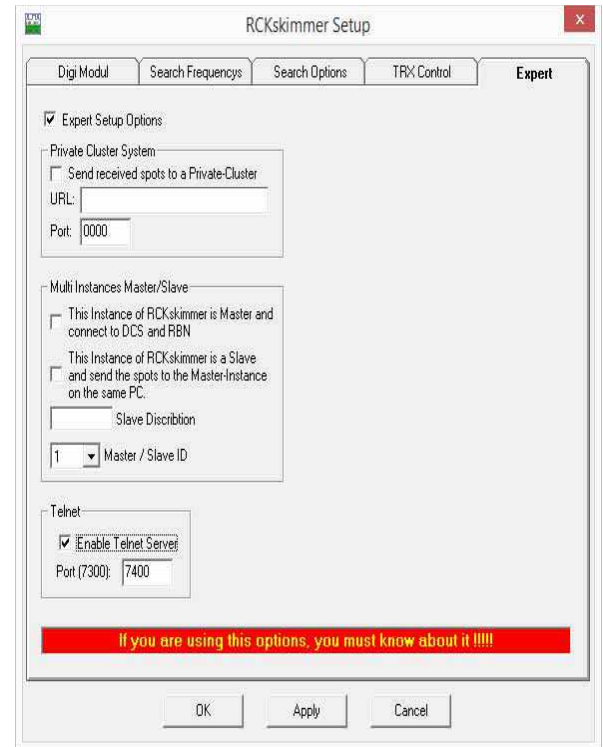 RCKskimmer Setup
x
Digi Modul
Search Frequencys
Search Options
TRX Control
Expert
Expert Setup Options
Private Cluster System
Send received spots to a Private-Cluster
URL:
Port: 0000
Multi Instances Master/Slave
This Instance of RCKskimmer is Master and
connect to DCS and RBN
This Instance of RCKskimmer is a Slave
and send the spots to the Master-Instance
on the same PC.
Slave Discribtion
1 Master / Slave ID
Telnet
Enable Telnet Server
Port (7300): 7400
If you are using this options, you must know about it !!!!!
OK
Apply
Cancel